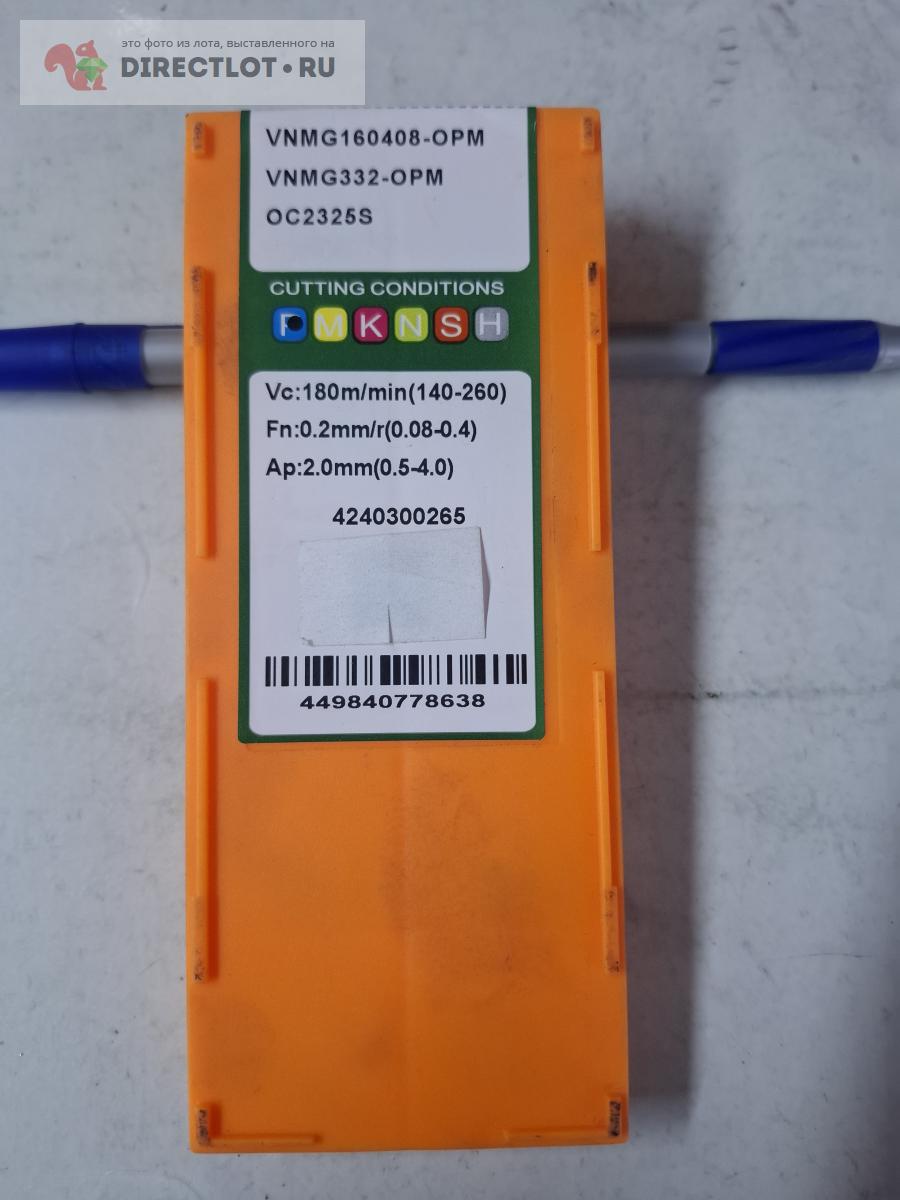 это фото из лота, выставленного на
DIRECTLOT.RU
VNMG160408-OPM
VNMG332-OPM
OC2325S
CUTTING CONDITIONS
P M K N S H
Vc:180m/min(140-260)
Fn:0.2mm/r(0.08-0.4)
Ap:2.0mm(0.5-4.0)
4240300265
449840778638